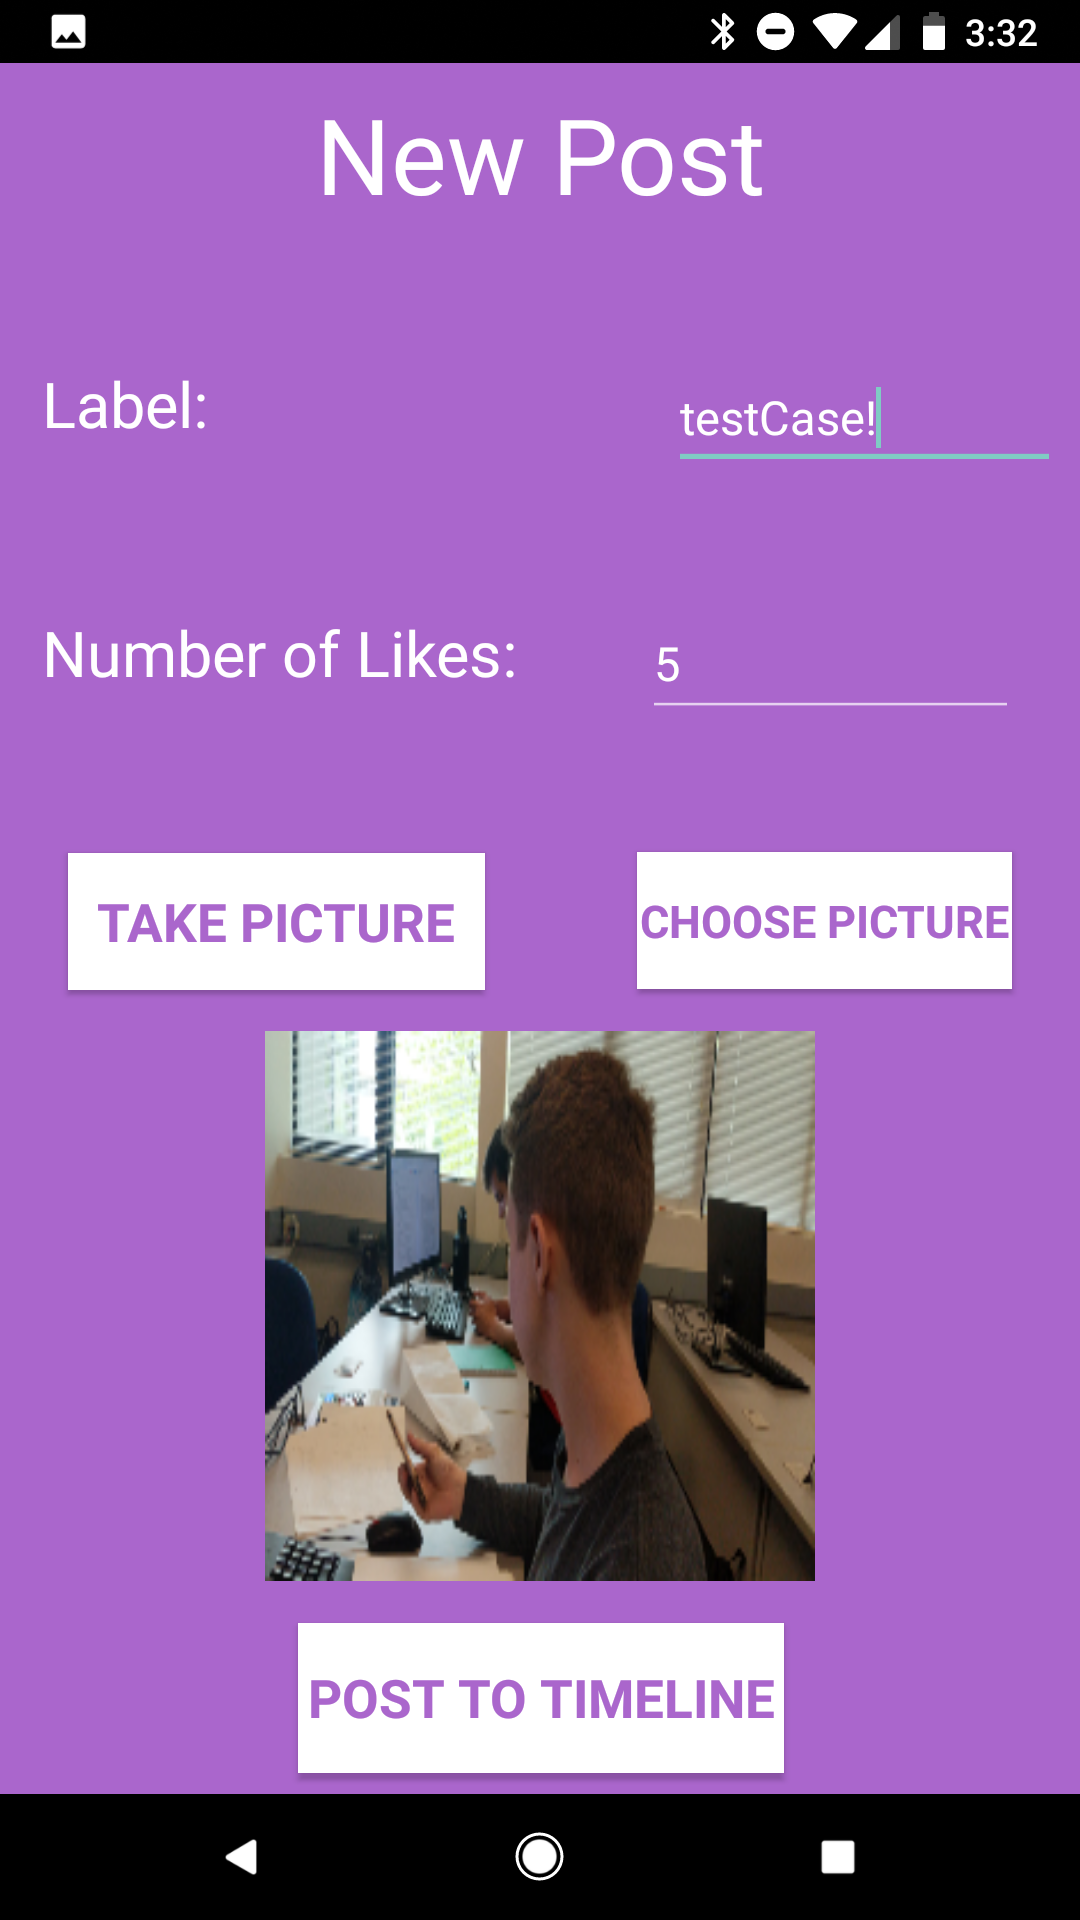 3:32
New Post
Label:
testCase!
Number of Likes:
5
TAKE PICTURE
CHOOSE PICTURE
POST TO TIMELINE